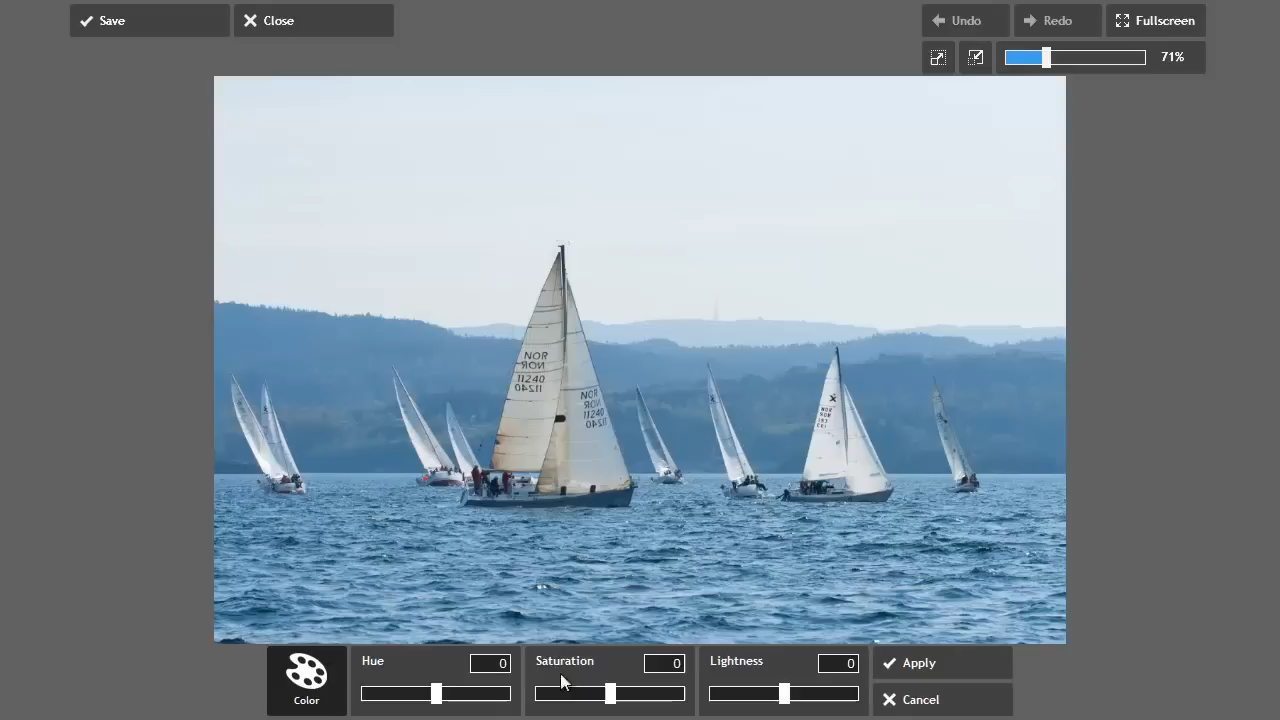 Save
Close
Undo
Redo
Fullscreen
71%
NOR
NOR
11240
11240
NOR
NOR
11240
11240
Hue
0
Saturation
0
Lightness
0
Apply
Color
Cancel